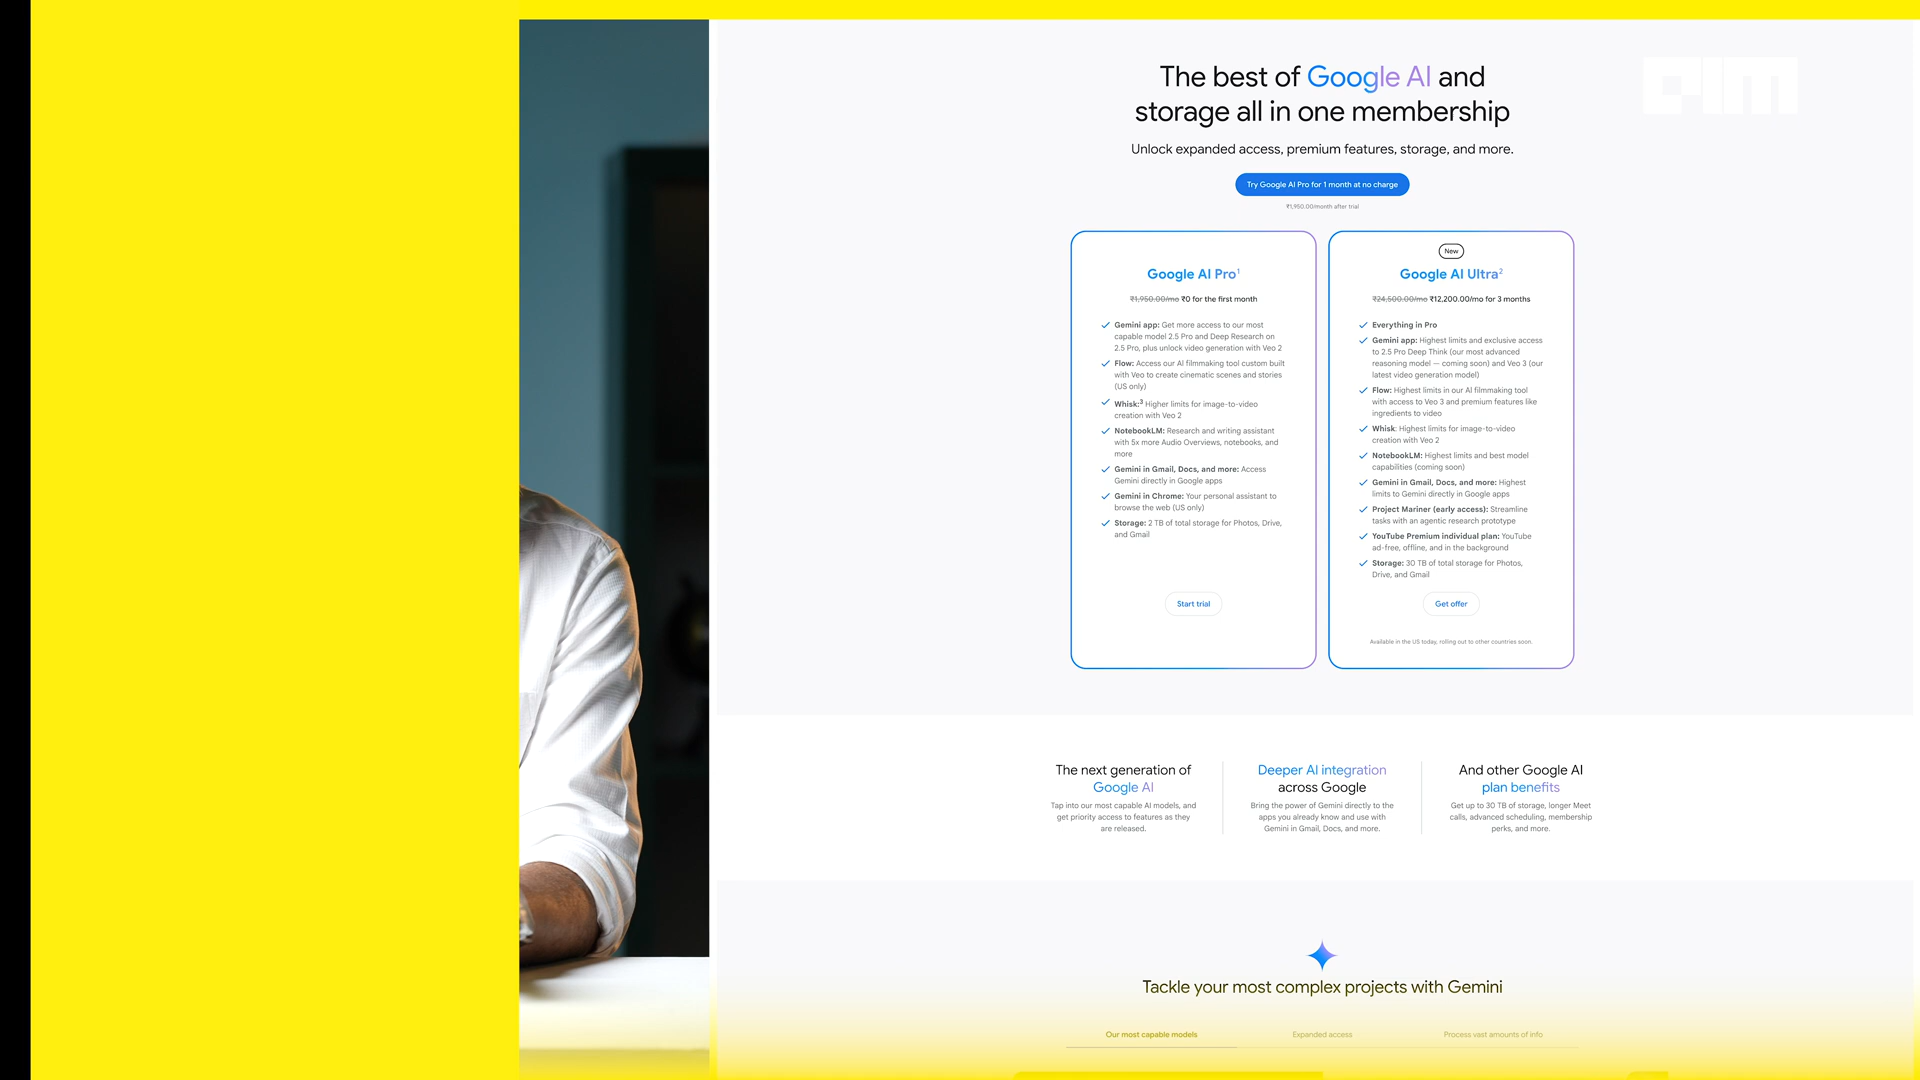 The best of Google AI and
storage all in one membership
Unlock expanded access, premium features, storage, and more.
Try Google AI Pro for 1 month at no charge
₹1,950.00/month after trial
Google AI Pro1
₹1,950.00/mo ₹0 for the first month
Gemini app: Get more access to our most
capable model 2.5 Pro and Deep Research on
2.5 Pro, plus unlock video generation with Veo 2
Flow: Access our AI filmmaking tool custom built
with Veo to create cinematic scenes and stories
(US only)
Whisk:3 Higher limits for image-to-video
creation with Veo 2
NotebookLM: Research and writing assistant
with 5x more Audio Overviews, notebooks, and
more
Gemini in Gmail, Docs, and more: Access
Gemini directly in Google apps
Gemini in Chrome: Your personal assistant to
browse the web (US only)
Storage: 2 TB of total storage for Photos, Drive,
and Gmail
Start trial
New
Google AI Ultra2
₹24,500.00/mo ₹12,200.00/mo for 3 months
Everything in Pro
Gemini app: Highest limits and exclusive access
to 2.5 Pro Deep Think (our most advanced
reasoning model — coming soon) and Veo 3 (our
latest video generation model)
Flow: Highest limits in our AI filmmaking tool
with access to Veo 3 and premium features like
ingredients to video
Whisk: Highest limits for image-to-video
creation with Veo 2
NotebookLM: Highest limits and best model
capabilities (coming soon)
Gemini in Gmail, Docs, and more: Highest
limits to Gemini directly in Google apps
Project Mariner (early access): Streamline
tasks with an agentic research prototype
YouTube Premium individual plan: YouTube
ad-free, offline, and in the background
Storage: 30 TB of total storage for Photos,
Drive, and Gmail
Get offer
Available in the US today, rolling out to other countries soon.
The next generation of
Google AI
Tap into our most capable AI models, and
get priority access to features as they
are released.
Deeper AI integration
across Google
Bring the power of Gemini directly to the
apps you already know and use with
Gemini in Gmail, Docs, and more.
And other Google AI
plan benefits
Get up to 30 TB of storage, longer Meet
calls, advanced scheduling, membership
perks, and more.
Tackle your most complex projects with Gemini
Our most capable models
Expanded access
Process vast amounts of info
aim